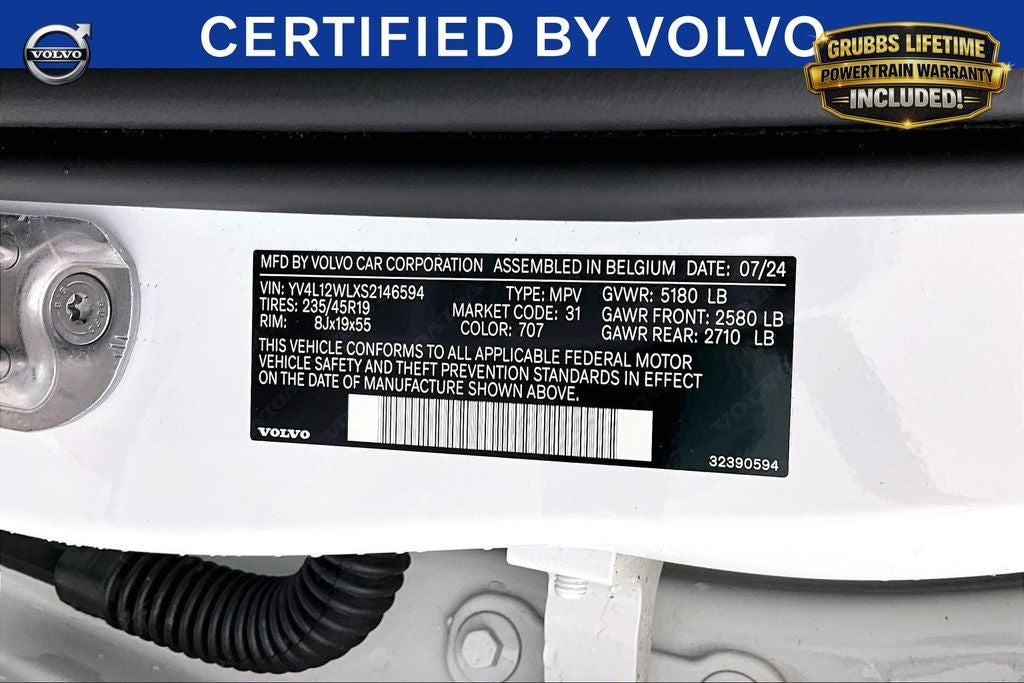 CERTIFIED BY VOLVO
VOLVO
GRUBBS LIFETIME
POWERTRAIN WARRANTY
INCLUDED!
MFD BY VOLVO CAR CORPORATION ASSEMBLED IN BELGIUM DATE: 07/24
VIN: YV4L12WLXS2146594 TYPE: MPV GVWR: 5180 LB
TIRES: 235/45R19 MARKET CODE: 31 GAWR FRONT: 2580 LB
RIM: 8Jx19x55 COLOR: 707 GAWR REAR: 2710 LB
THIS VEHICLE CONFORMS TO ALL APPLICABLE FEDERAL MOTOR
VEHICLE SAFETY AND THEFT PREVENTION STANDARDS IN EFFECT
ON THE DATE OF MANUFACTURE SHOWN ABOVE.
VOLVO
32390594